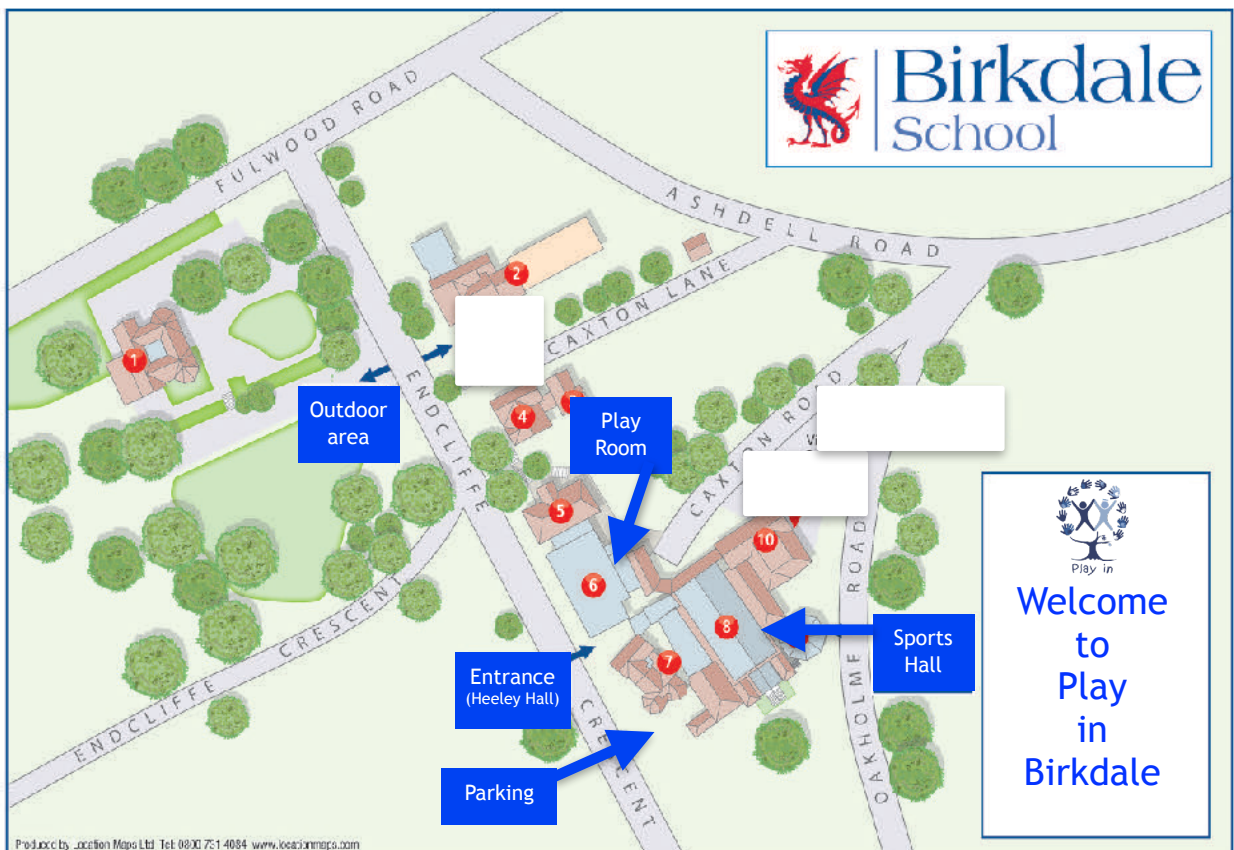 Birkdale
School
FULWOOD ROAD
ASHDELL ROAD
2
CAXTON LANE
1
Outdoor
area
ENDCLIFFE
CRESCENT
4
Play
Room
CAXTON ROAD
5
10
6
8
7
Sports
Hall
OAKHOLME ROAD
Entrance
(Heeley Hall)
ENDCLIFFE CRESCENT
Parking
Play in
Welcome
to
Play
in
Birkdale
Produced by Location Maps Ltd Tel: 0800 731 4084 www.locationmaps.com